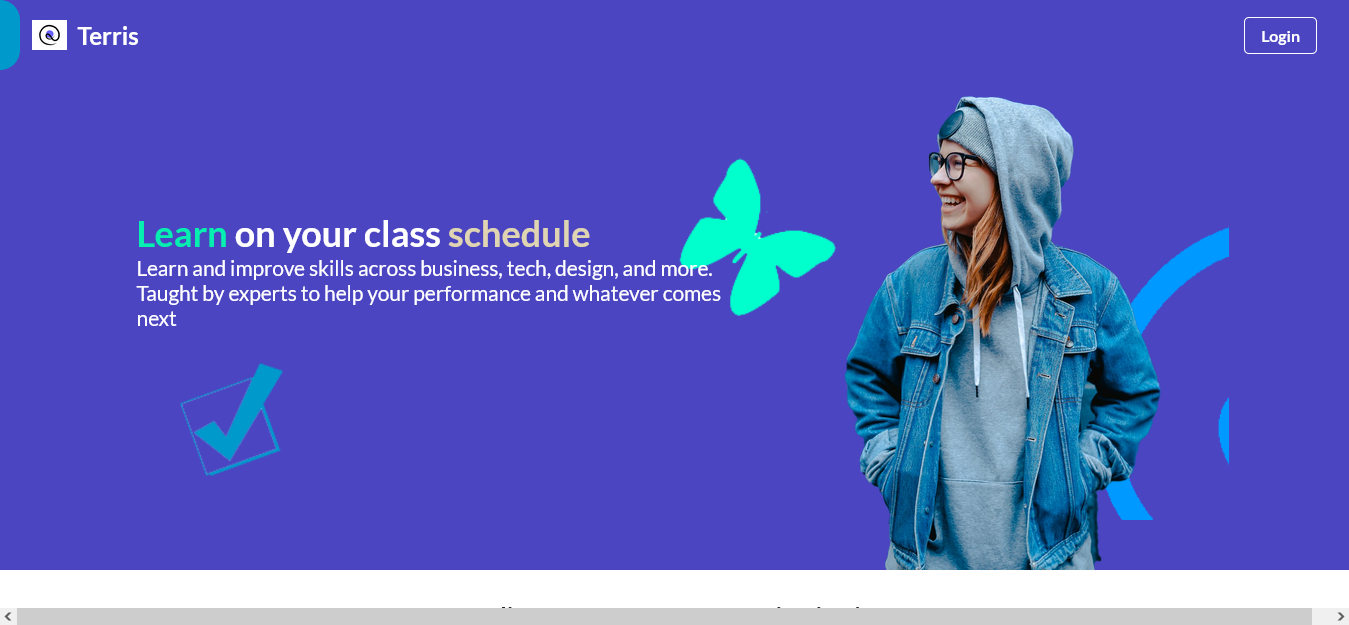 Terris
Login
Learn on your class schedule
Learn and improve skills across business, tech, design, and more.
Taught by experts to help your performance and whatever comes
next